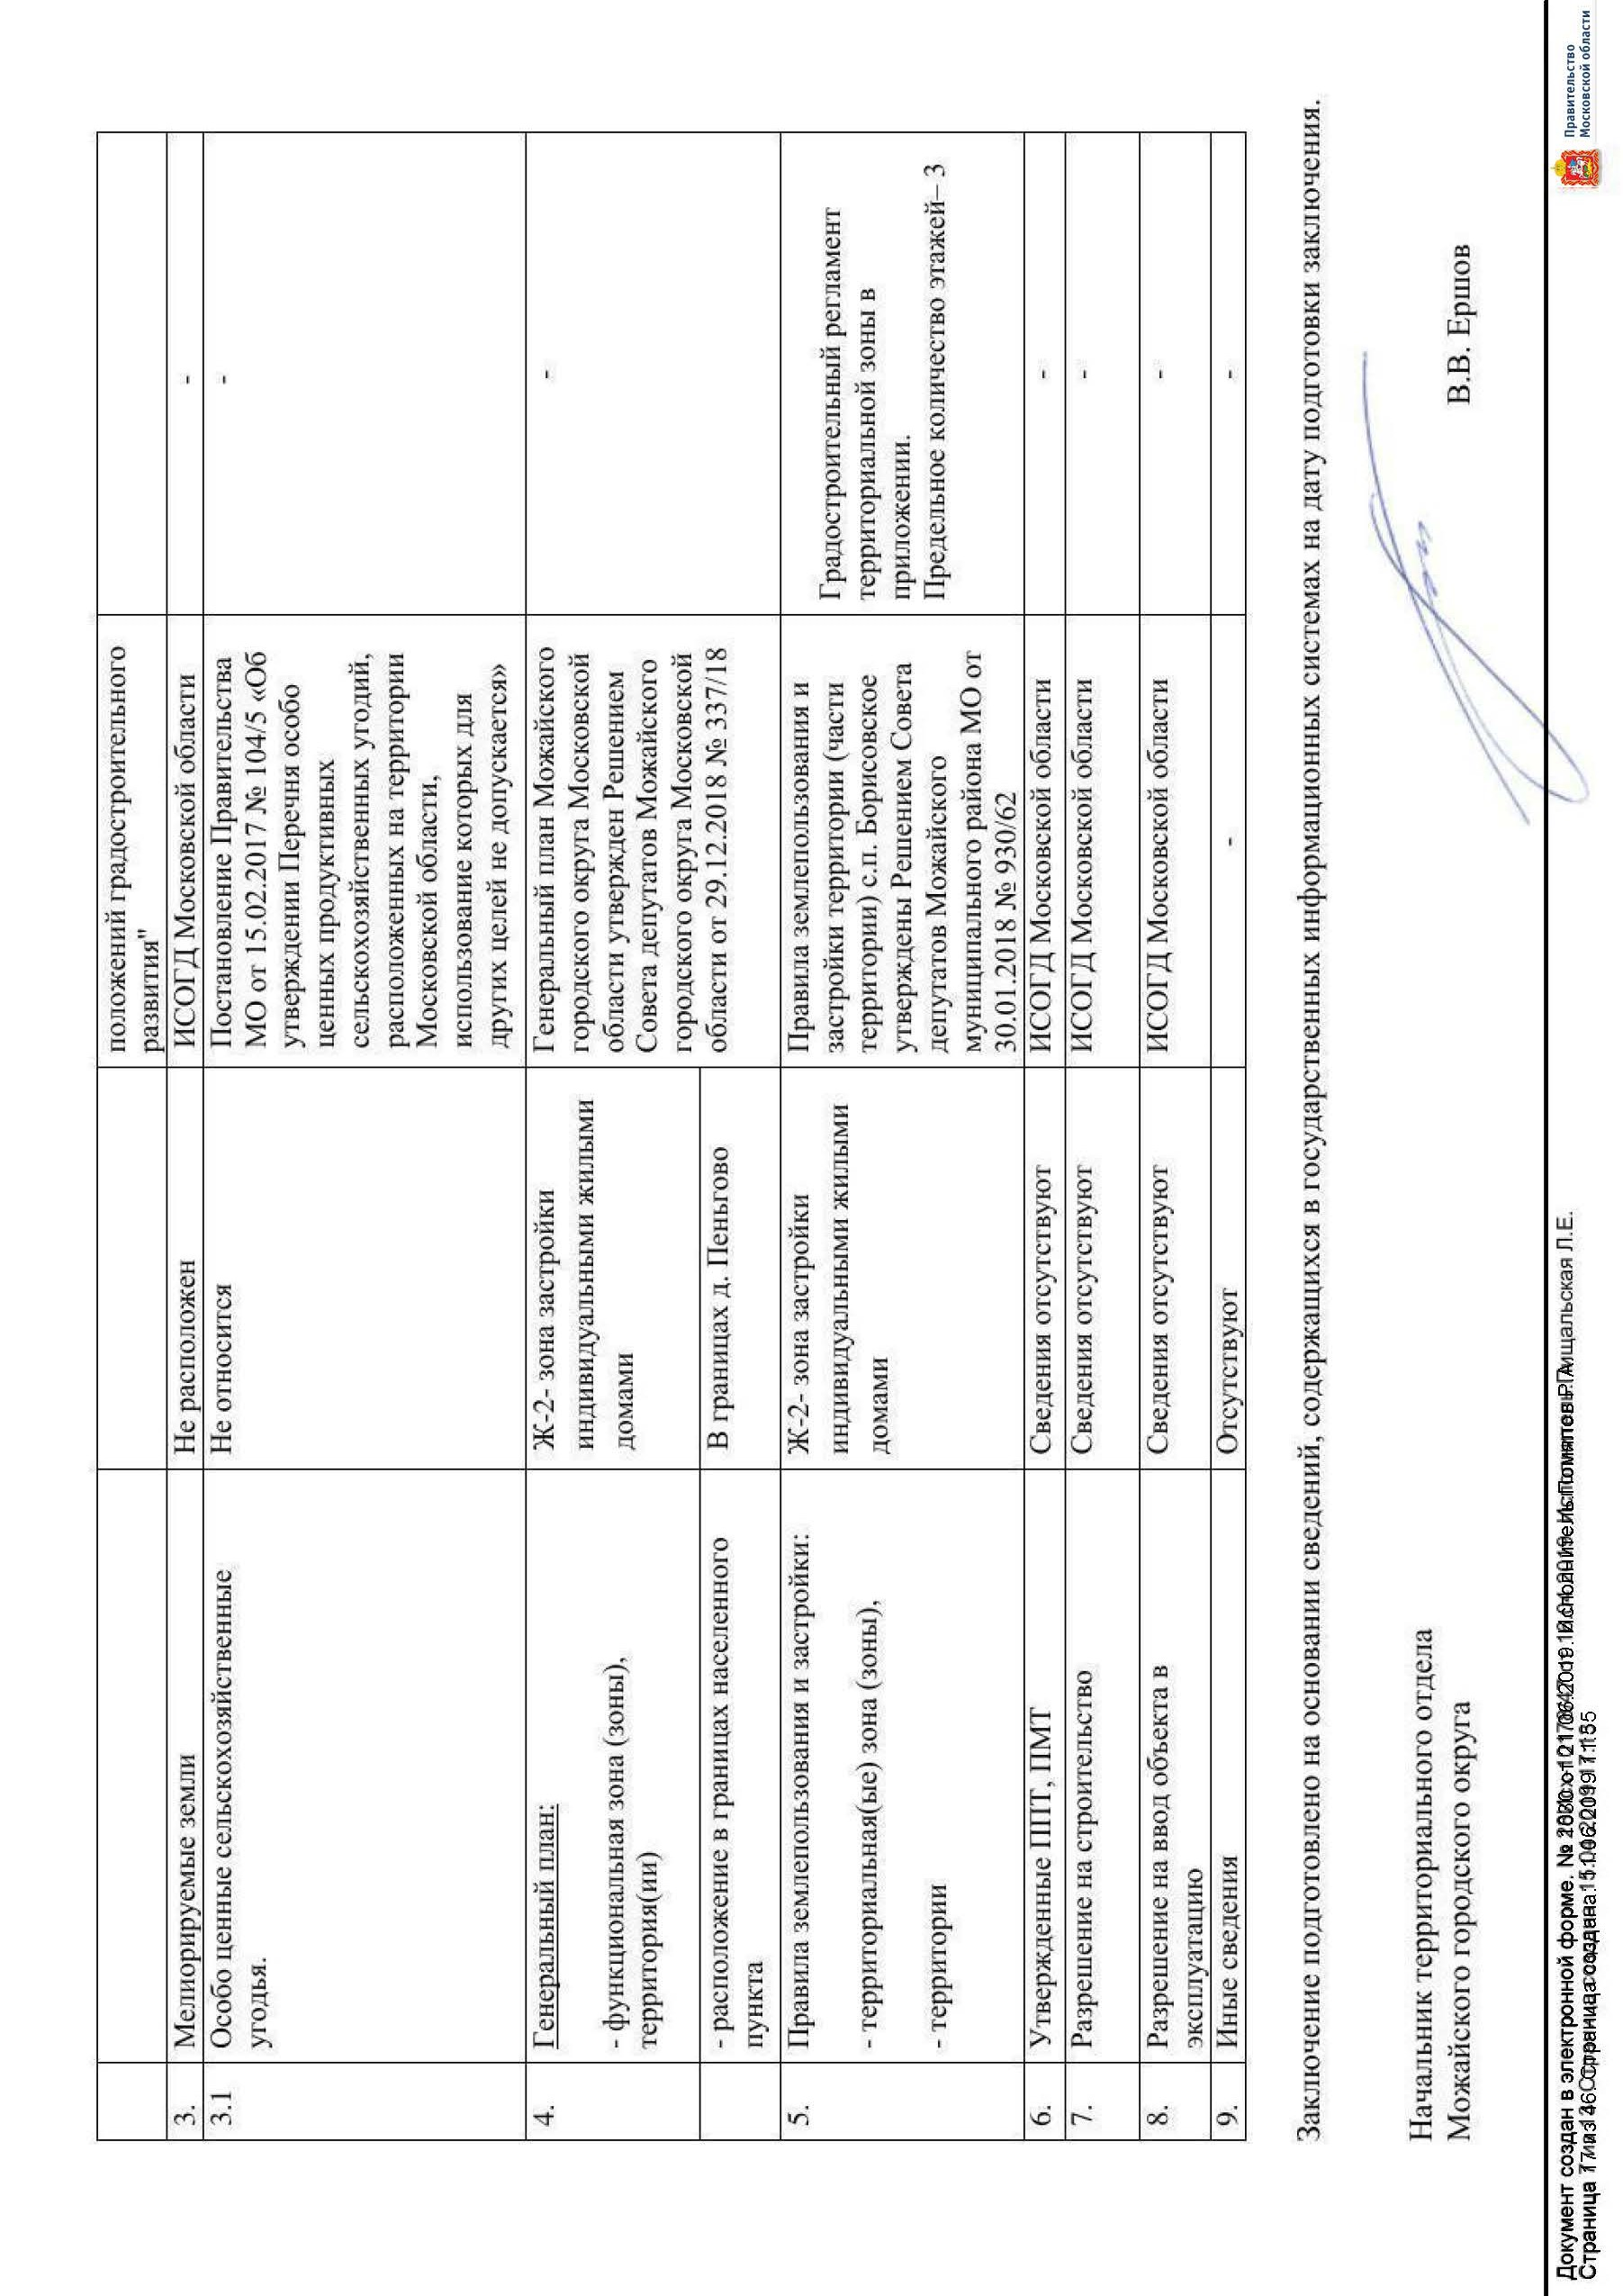 положений градостроительного
развития"
3. Мелиорируемые земли Не расположен ИСОГД Московской области -
3.1 Особо ценные сельскохозяйственные
угодья.
Не относится
Постановление Правительства
МО от 15.02.2017 № 104/5 «Об
утверждении Перечня особо
ценных продуктивных
сельскохозяйственных угодий,
расположенных на территории
Московской области,
использование которых для
других целей не допускается»
-
4. Генеральный план:
- функциональная зона (зоны),
территория(ии)
Ж-2- зона застройки
индивидуальными жилыми
домами
Генеральный план Можайского
городского округа Московской
области утвержден Решением
Совета депутатов Можайского
городского округа Московской
области от 29.12.2018 № 337/18
-
- расположение в границах населенного
пункта
В границах д. Пеньгово
5. Правила землепользования и застройки:
- территориальная(ые) зона (зоны),
- территории
Ж-2- зона застройки
индивидуальными жилыми
домами
Правила землепользования и
застройки территории (части
территории) с.п. Борисовское
утверждены Решением Совета
депутатов Можайского
муниципального района МО от
30.01.2018 № 930/62
Градостроительный регламент
территориальной зоны в
приложении.
Предельное количество этажей– 3
6. Утвержденные ППТ, ПМТ Сведения отсутствуют ИСОГД Московской области -
7. Разрешение на строительство Сведения отсутствуют ИСОГД Московской области -
8. Разрешение на ввод объекта в
эксплуатацию
Сведения отсутствуют ИСОГД Московской области -
9. Иные сведения Отсутствуют - -
Заключение подготовлено на основании сведений, содержащихся в государственных информационных системах на дату подготовки заключения.
Начальник территориального отдела
Можайского городского округа
В.В. Ершов
Документ создан в электронной форме. №
Страница
Правительство
Московской области